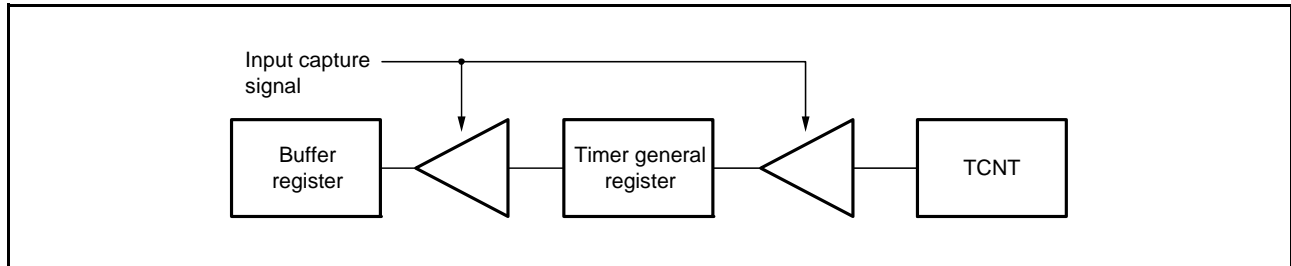 Input capture
signal
Buffer
register
Timer general
register
TCNT